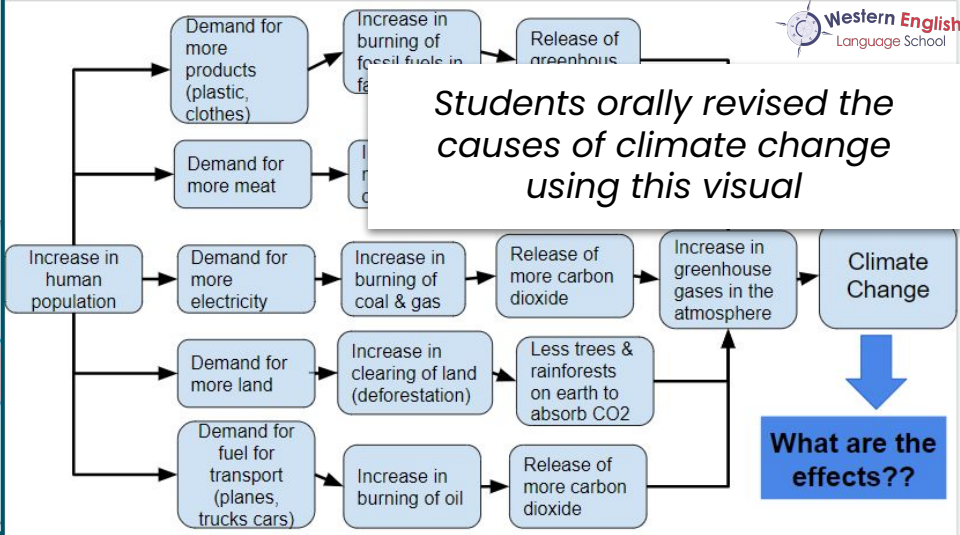 Western English
Language School
Demand for
more
products
(plastic,
clothes)
Increase in
burning of
fossil fuels in
Release of
Students orally revised the
causes of climate change
using this visual
Demand for
more meat
Increase in
human
population
Demand for
more
electricity
Increase in
burning of
coal & gas
Release of
more carbon
dioxide
Increase in
greenhouse
gases in the
atmosphere
Climate
Change
Demand for
more land
Increase in
clearing of land
(deforestation)
Less trees &
rainforests
on earth to
absorb CO2
Demand for
fuel for
transport
(planes,
trucks cars)
Increase in
burning of oil
Release of
more carbon
dioxide
What are the
effects??